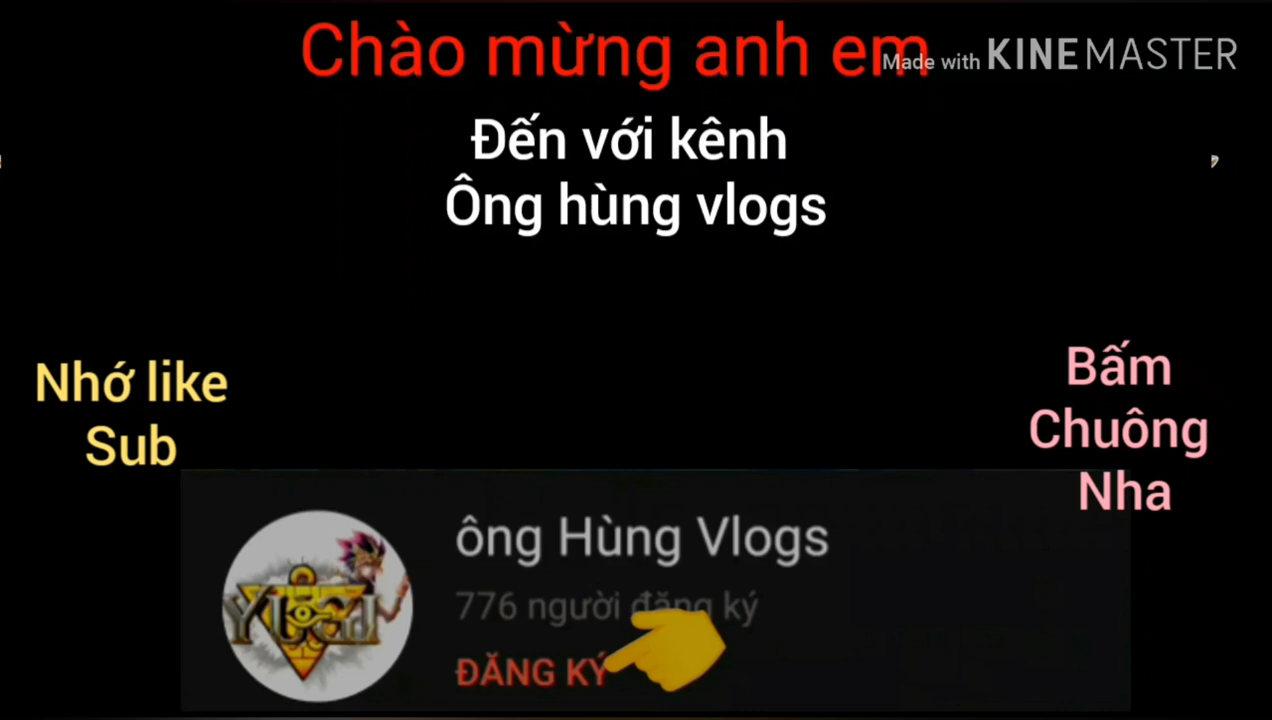 Chào mừng anh em
Made with KINEMASTER
Đến với kênh
Ông hùng vlogs
Nhớ like
Sub
Bấm
Chuông
Nha
ông Hùng Vlogs
776 người đăng ký
ĐĂNG KÝ
YUGI